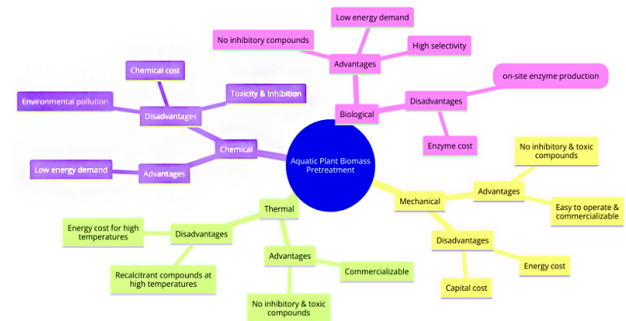 Low energy demand
No inhibitory compounds
High selectivity
Advantages
Chemical cost
on-site enzyme production
Environmental pollution
Toxicity & Inhibition
Disadvantages
Disadvantages
Biological
Enzyme cost
Chemical
No inhibitory & toxic
compounds
Low energy demand
Advantages
Aquatic Plant Biomass
Pretreatment
Advantages
Mechanical
Easy to operate &
commercializable
Thermal
Energy cost for high
temperatures
Disadvantages
Disadvantages
Advantages
Energy cost
Recalcitrant compounds at
high temperatures
Commercializable
Capital cost
No inhibitory & toxic
compounds